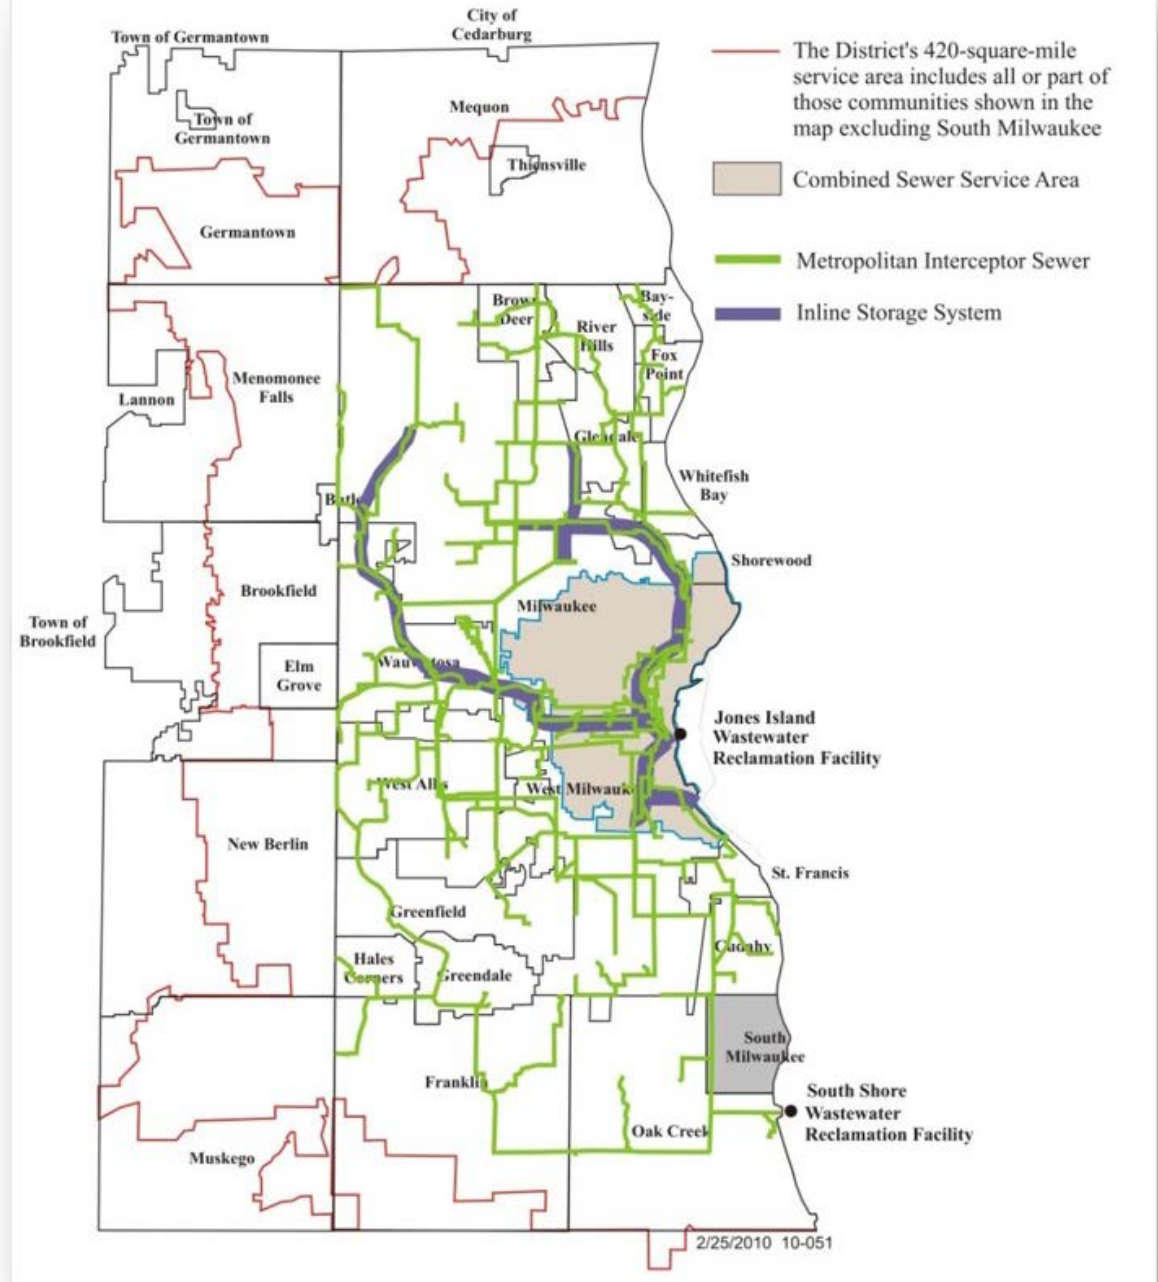 City of
Cedarburg
Town of Germantown
The District's 420-square-mile
service area includes all or part of
those communities shown in the
map excluding South Milwaukee
Mequon
Town of
Germantown
Thiensville
Combined Sewer Service Area
Germantown
Metropolitan Interceptor Sewer
Brown
Deer
Bay-
side
Inline Storage System
River
Hills
Fox
Point
Menomonee
Falls
Lannon
Glendale
Whitefish
Bay
Butler
Shorewood
Brookfield
Milwaukee
Town of
Brookfield
Wauwatosa
Elm
Grove
Jones Island
Wastewater
Reclamation Facility
West Allis
West Milwaukee
New Berlin
St. Francis
Greenfield
Cudahy
Hales
Corners
Greendale
South
Milwaukee
Franklin
South Shore
Wastewater
Reclamation Facility
Oak Creek
Muskego
2/25/2010 10-051